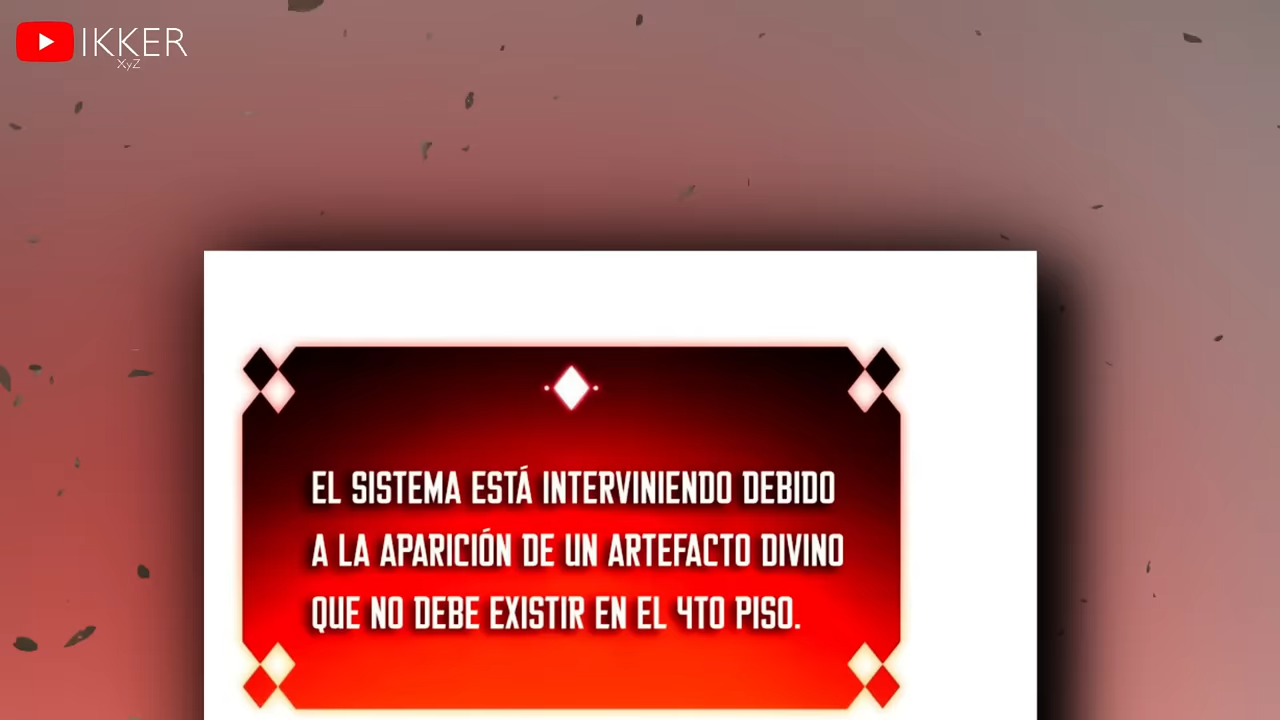 IKKER
XyZ
EL SISTEMA ESTÁ INTERVINIENDO DEBIDO
A LA APARICIÓN DE UN ARTEFACTO DIVINO
QUE NO DEBE EXISTIR EN EL 4TO PISO.